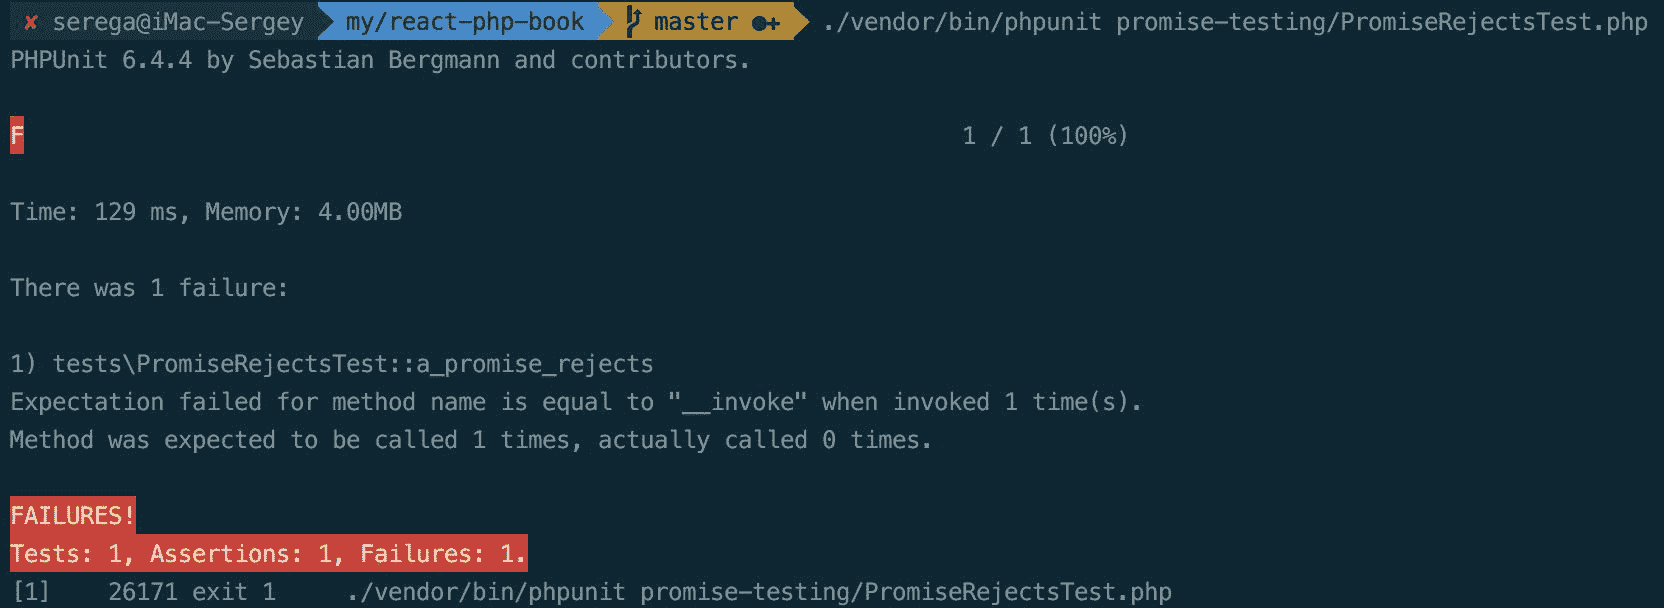 ✘ serega@iMac-Sergey my/react-php-book master ●+ ./vendor/bin/phpunit promise-testing/PromiseRejectsTest.php
PHPUnit 6.4.4 by Sebastian Bergmann and contributors.
F 1 / 1 (100%)
Time: 129 ms, Memory: 4.00MB
There was 1 failure:
1) tests\PromiseRejectsTest::a_promise_rejects
Expectation failed for method name is equal to "__invoke" when invoked 1 time(s).
Method was expected to be called 1 times, actually called 0 times.
FAILURES!
Tests: 1, Assertions: 1, Failures: 1.
[1] 26171 exit 1 ./vendor/bin/phpunit promise-testing/PromiseRejectsTest.php